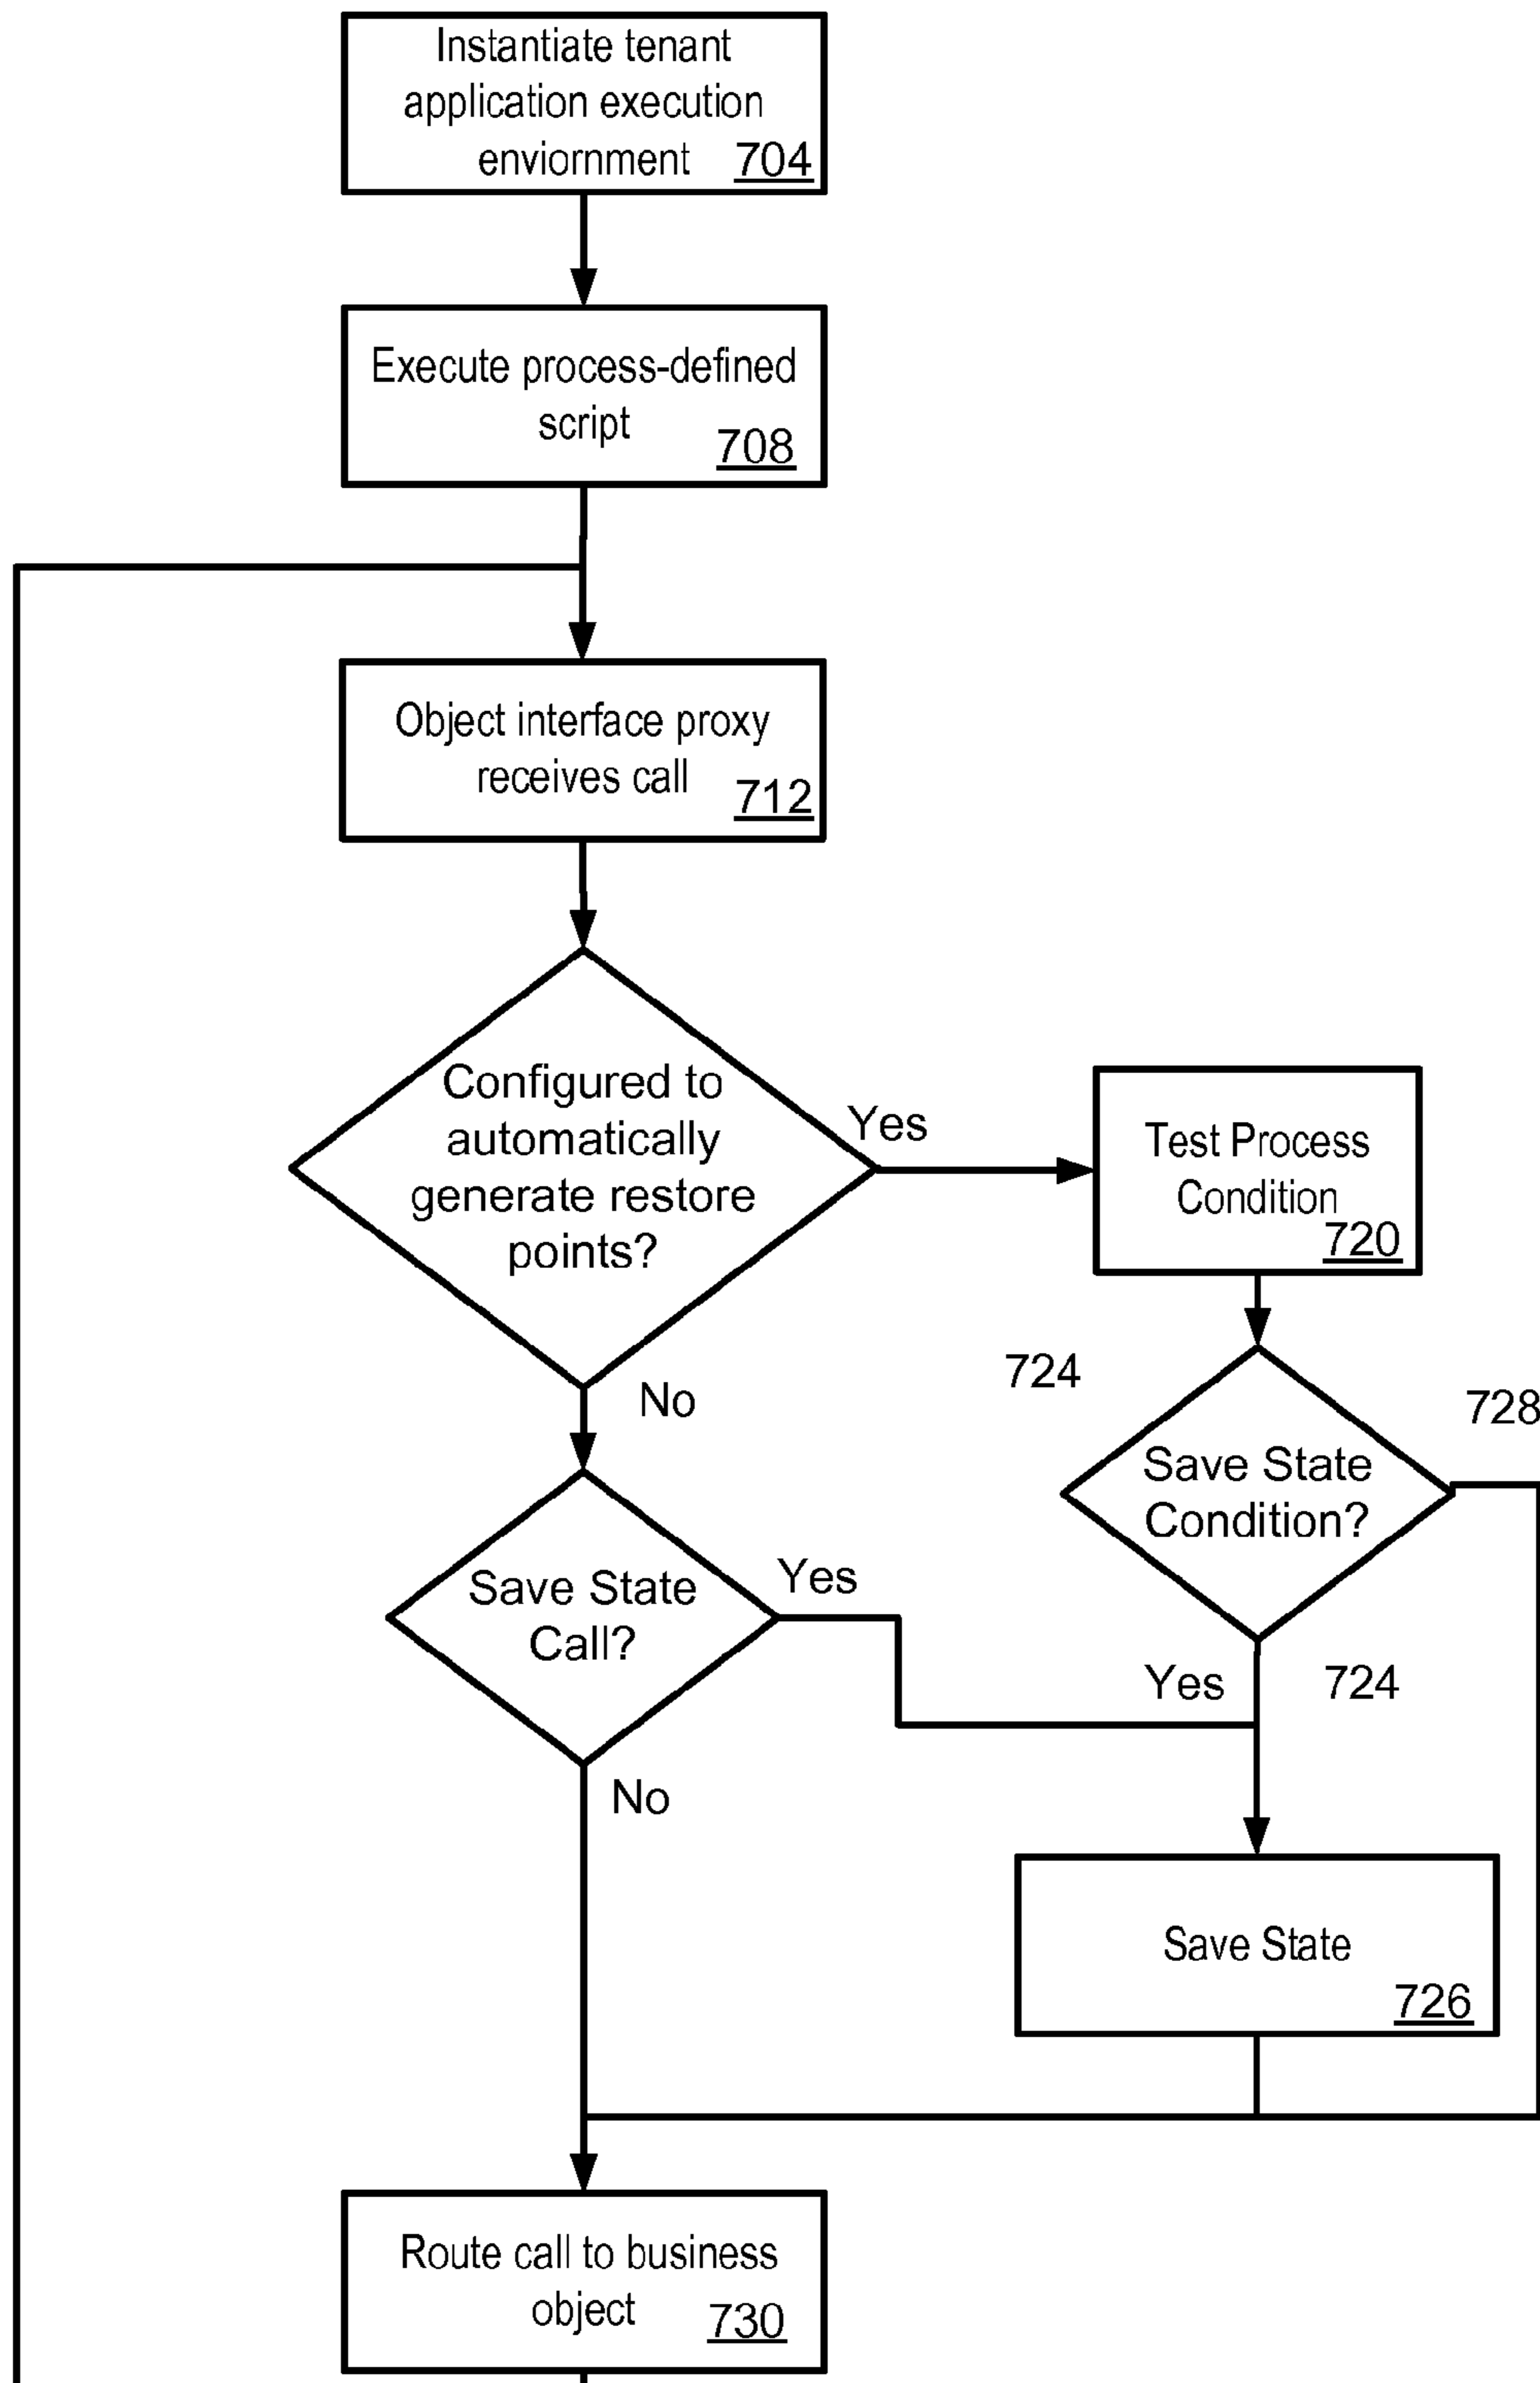 Instantiate tenant
application execution
enviornment 704
Execute process-defined
script 708
Object interface proxy
receives call 712
Configured to
automatically
generate restore
points?
Yes
No
Test Process
Condition
720
724
728
Save State
Condition?
Save State
Call?
Yes
No
Yes
724
Save State
726
Route call to business
object 730